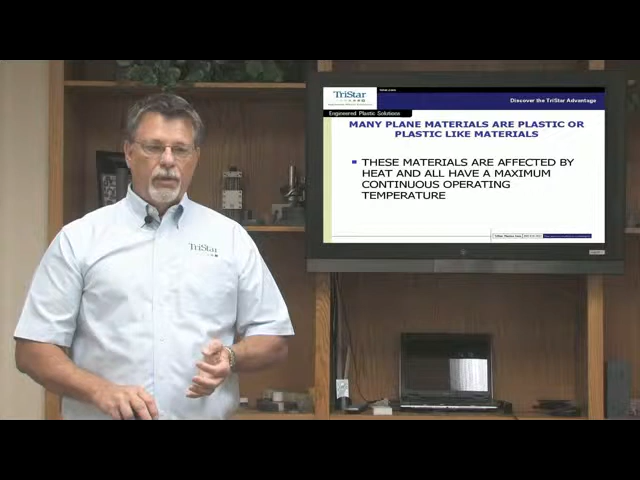 TriStar
Discover the TriStar Advantage
Engineered Plastic Solutions
MANY PLANE MATERIALS ARE PLASTIC OR
PLASTIC LIKE MATERIALS
THESE MATERIALS ARE AFFECTED BY
HEAT AND ALL HAVE A MAXIMUM
CONTINUOUS OPERATING
TEMPERATURE
TriStar